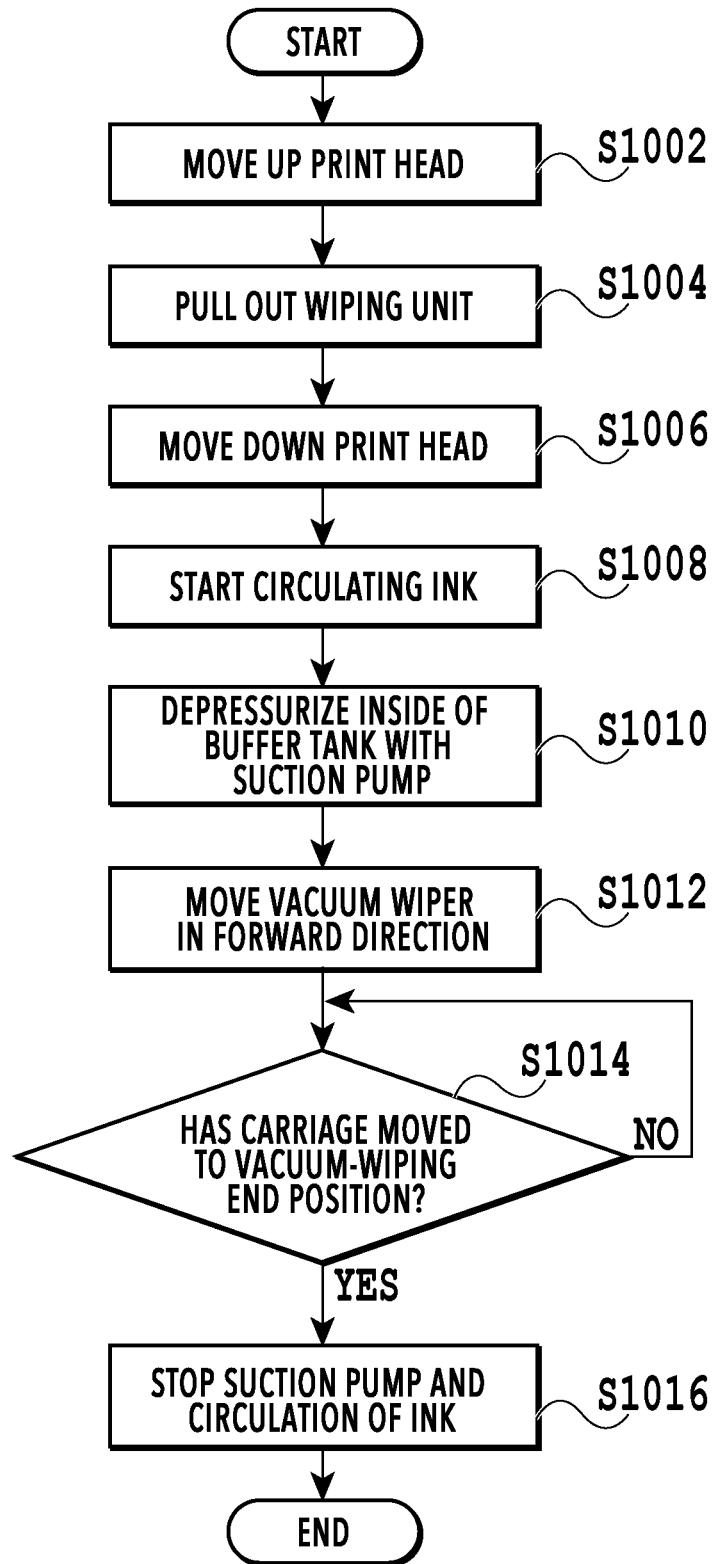 START
MOVE UP PRINT HEAD
S1002
PULL OUT WIPING UNIT
S1004
MOVE DOWN PRINT HEAD
S1006
START CIRCULATING INK
S1008
DEPRESSURIZE INSIDE OF
BUFFER TANK WITH
SUCTION PUMP
S1010
MOVE VACUUM WIPER
IN FORWARD DIRECTION
S1012
S1014
HAS CARRIAGE MOVED
TO VACUUM-WIPING
END POSITION?
NO
YES
STOP SUCTION PUMP AND
CIRCULATION OF INK
S1016
END